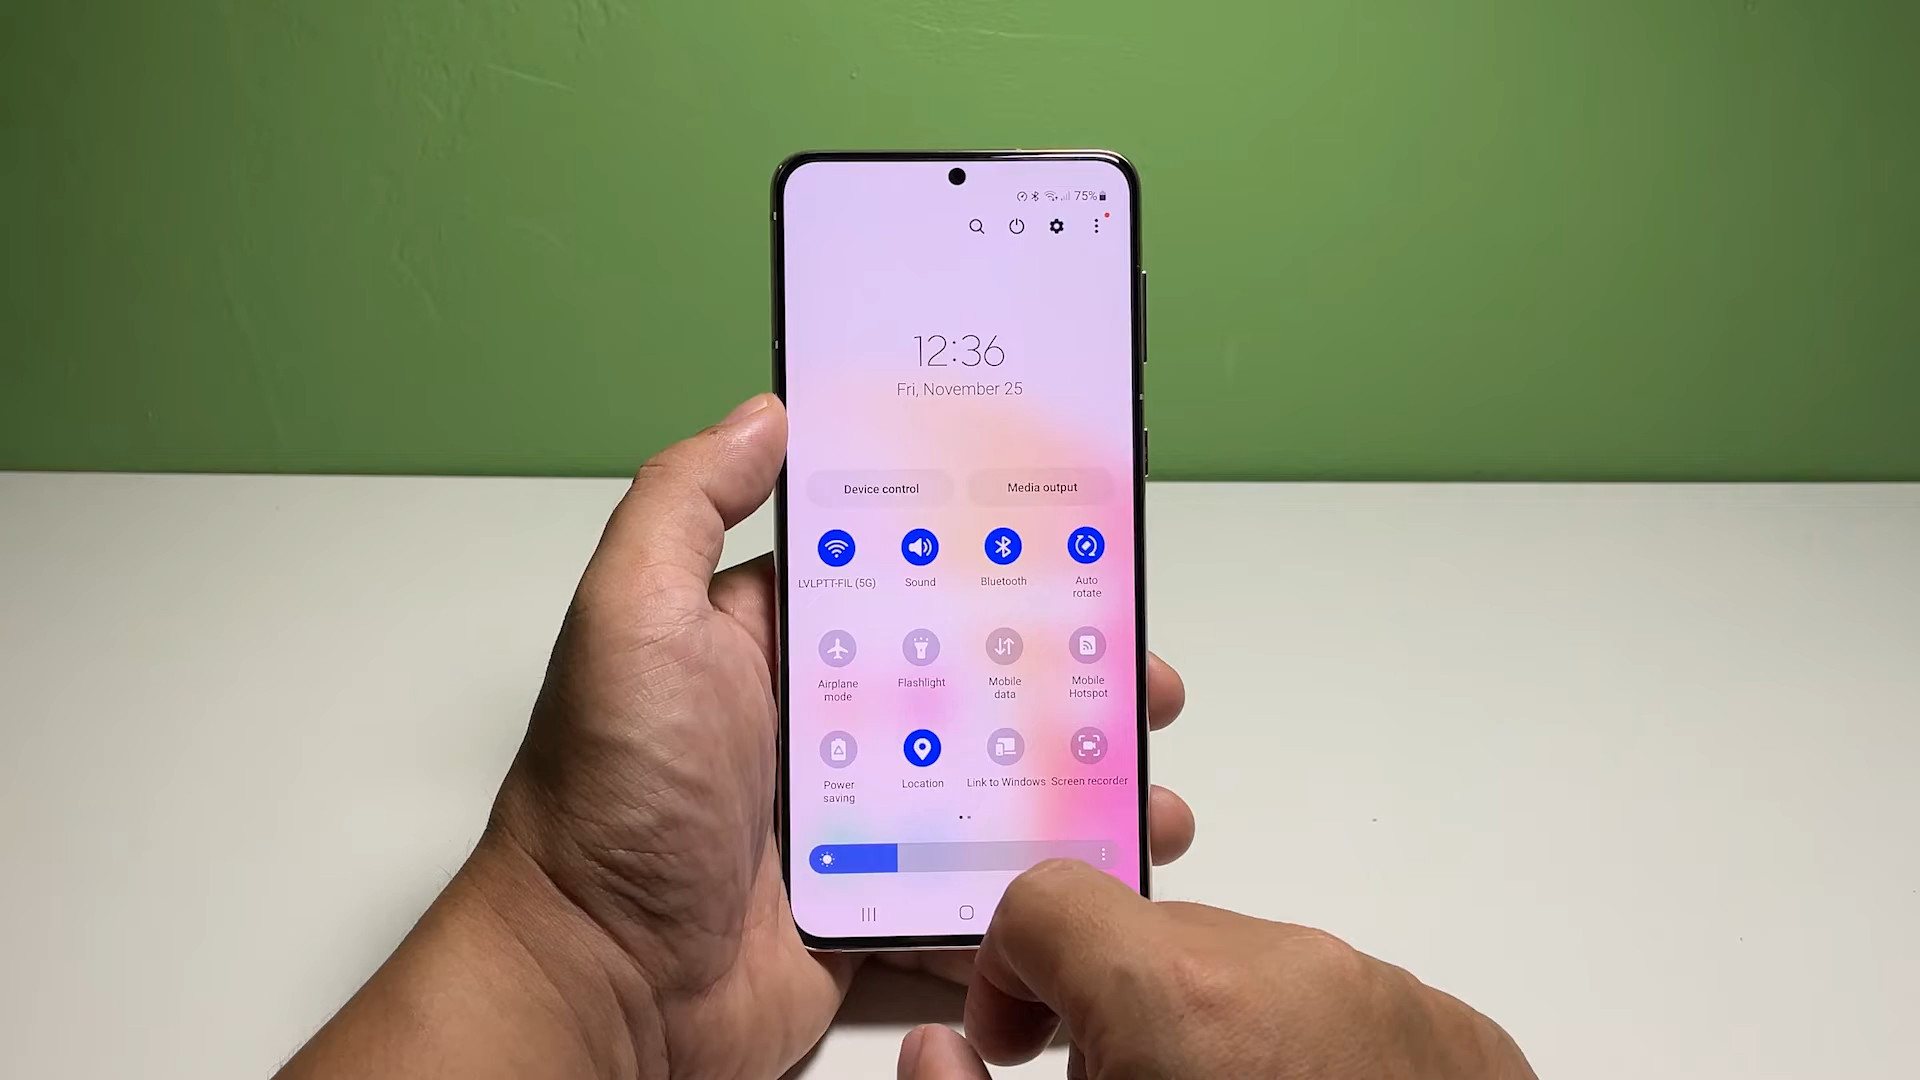 75%
12:36
Fri, November 25
Device control Media output
LVLPTT-FIL (5G) Sound Bluetooth Auto
rotate
Airplane
mode
Flashlight
Mobile
data
Mobile
Hotspot
Power
saving
Location
Link to Windows
Screen recorder